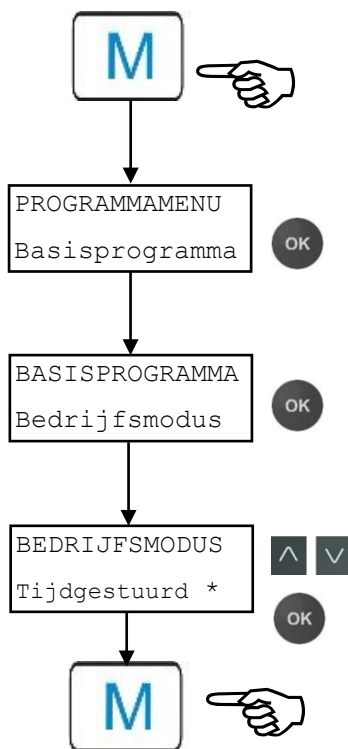 M
PROGRAMMAMENU
Basisprogramma
OK
BASISPROGRAMMA
Bedrijfsmodus
OK
BEDRIJFSMODUS
Tijdgestuurd *
OK
M